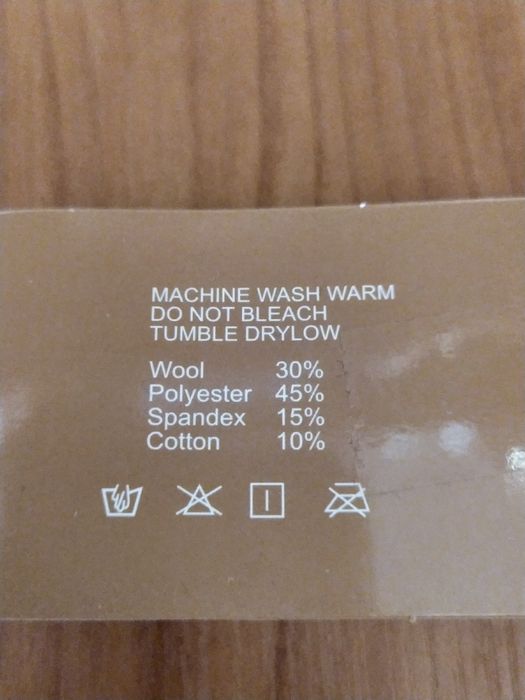 MACHINE WASH WARM
DO NOT BLEACH
TUMBLE DRYLOW
Wool 30%
Polyester 45%
Spandex 15%
Cotton 10%